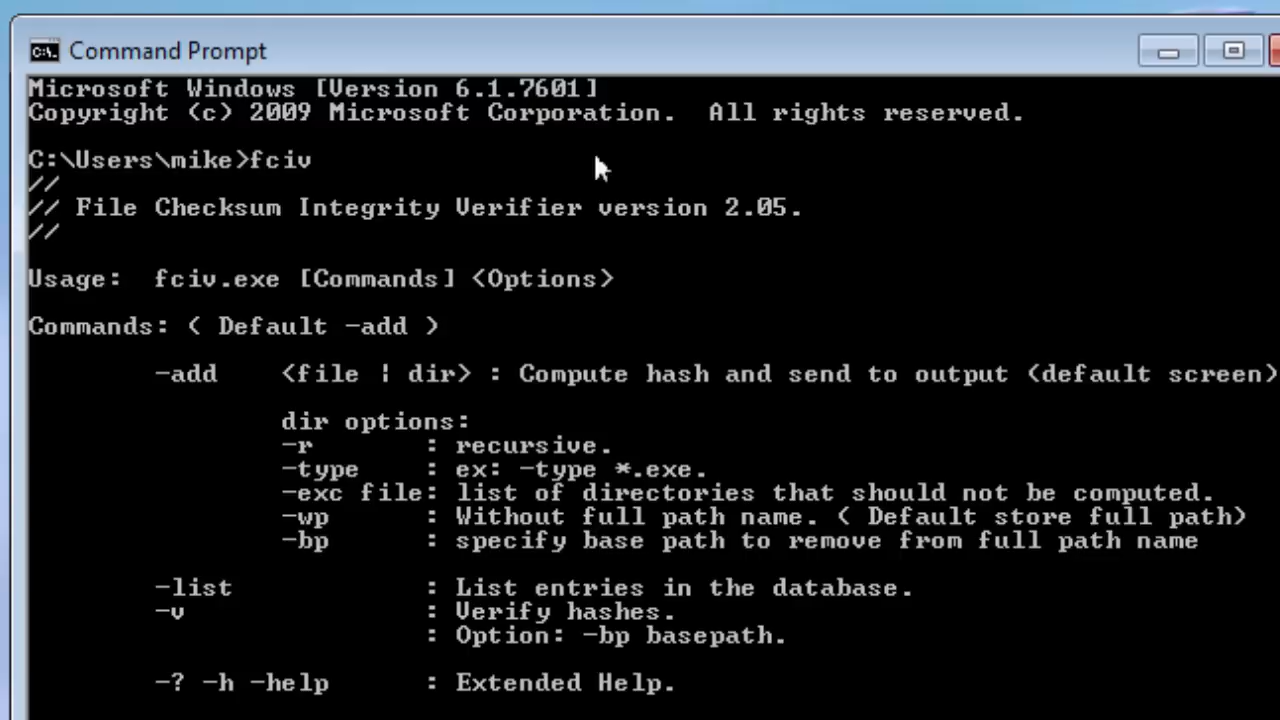 Command Prompt
Microsoft Windows [Version 6.1.7601]
Copyright (c) 2009 Microsoft Corporation.  All rights reserved.
C:\Users\mike>fciv
//
// File Checksum Integrity Verifier version 2.05.
//
Usage:  fciv.exe [Commands] <Options>
Commands: ( Default -add )
-add    <file | dir> : Compute hash and send to output (default screen)
dir options:
-r       : recursive.
-type    : ex: -type *.exe.
-exc file: list of directories that should not be computed.
-wp      : Without full path name. ( Default store full path)
-bp      : specify base path to remove from full path name
-list            : List entries in the database.
-v               : Verify hashes.
: Option: -bp basepath.
-? -h -help      : Extended Help.